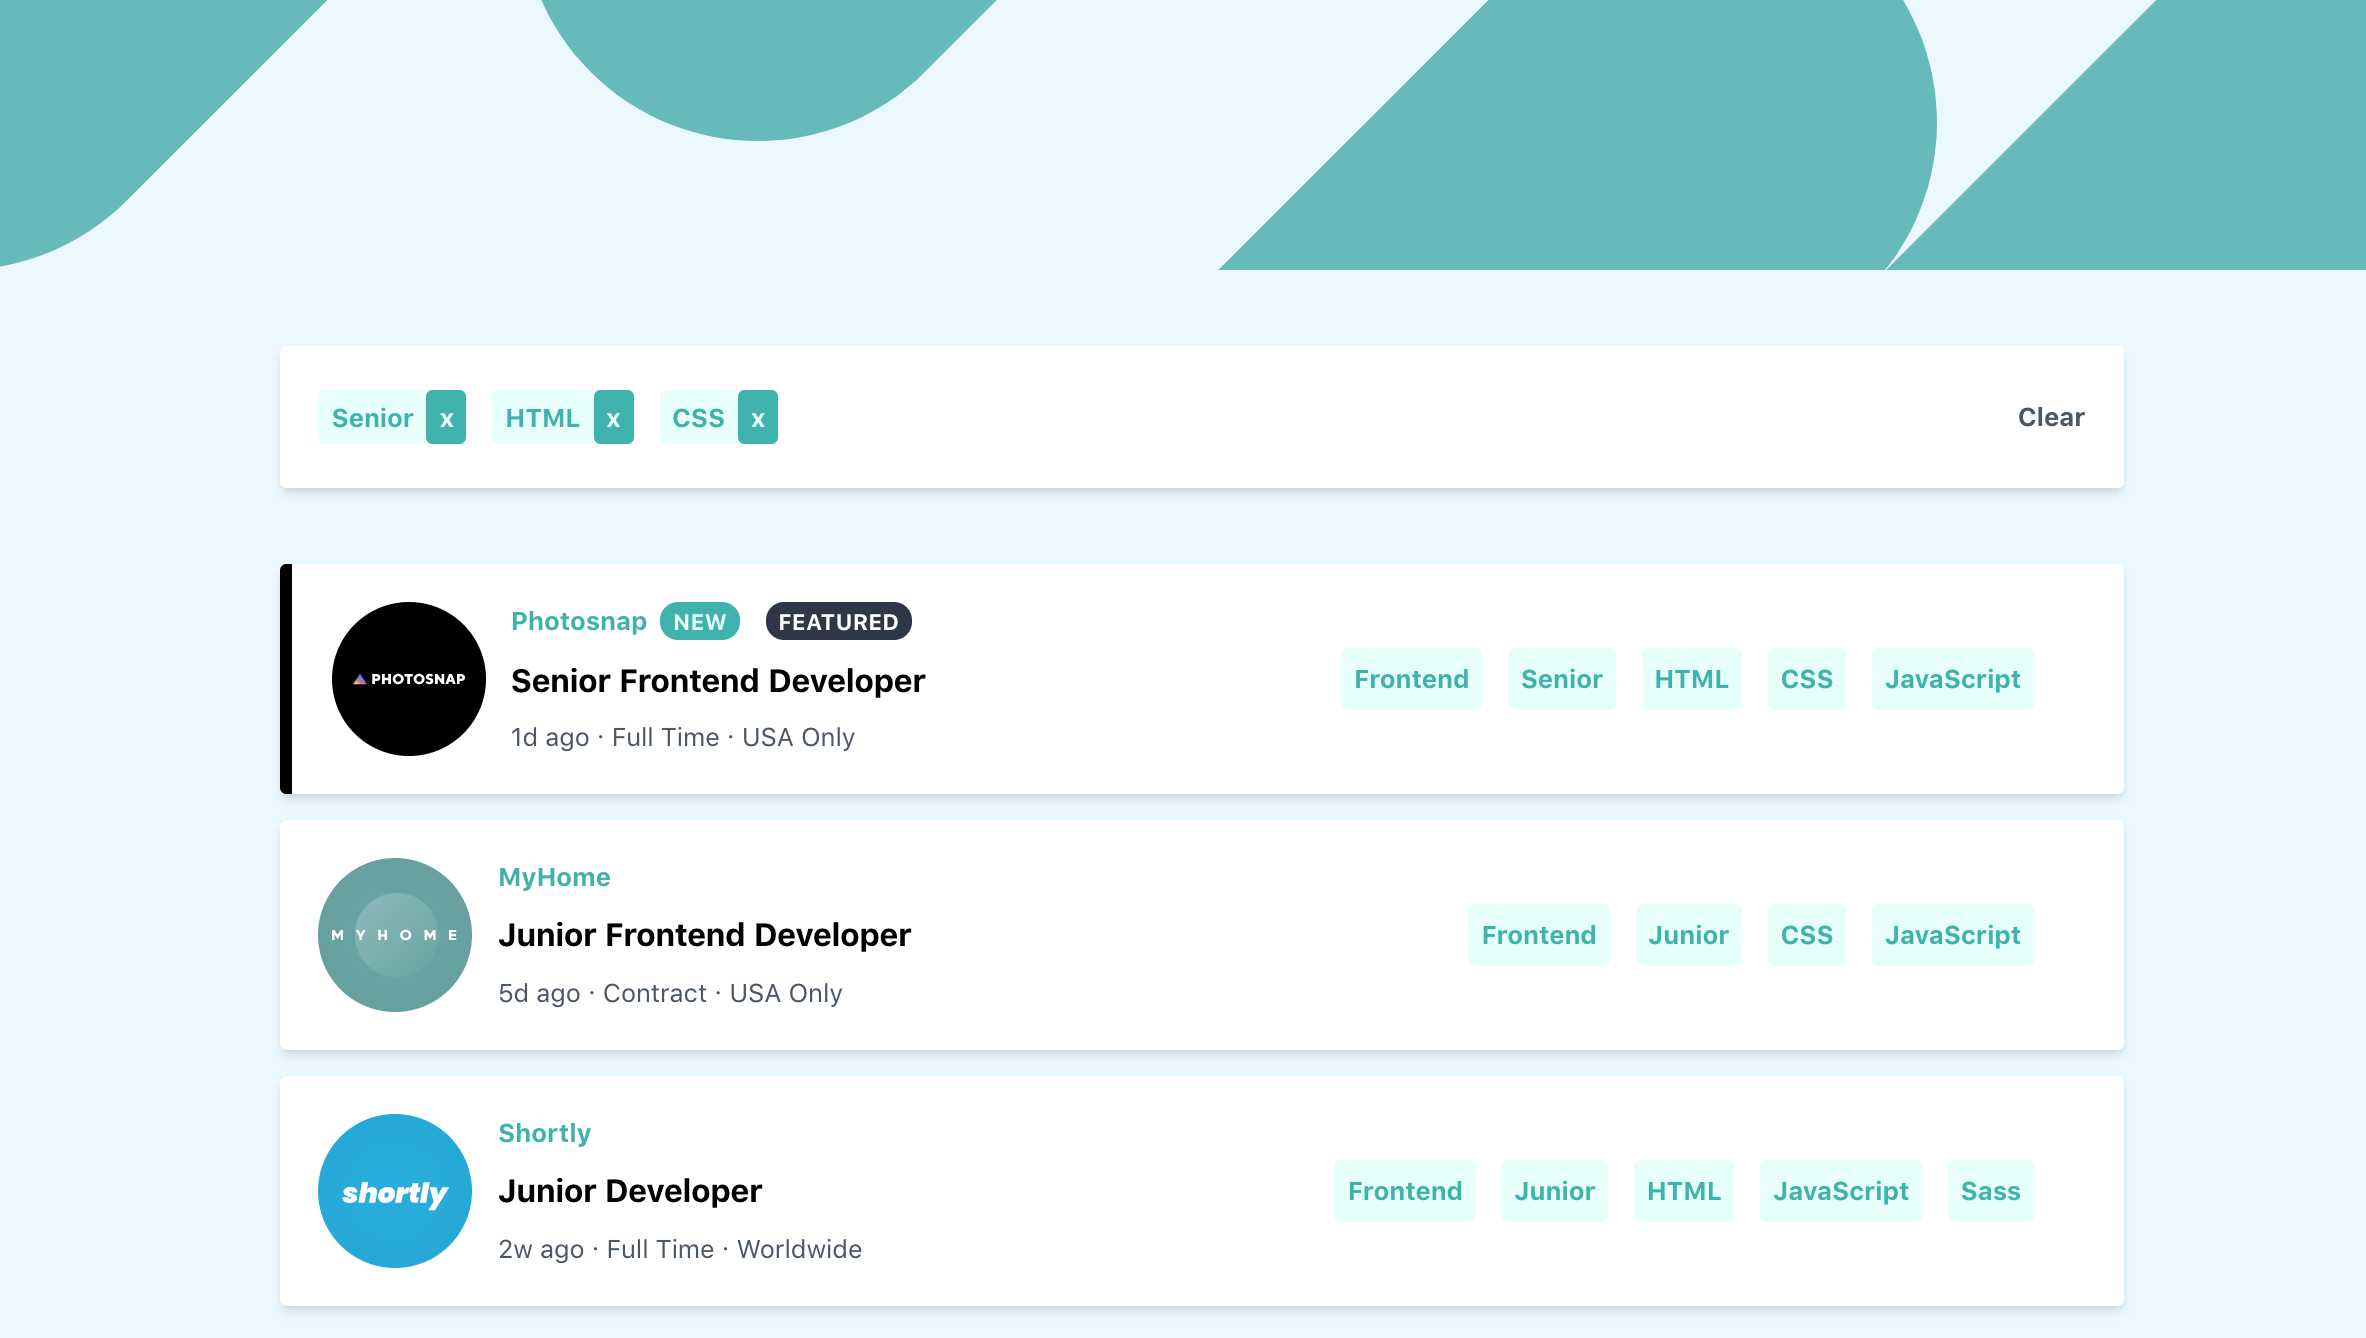 Senior x HTML x CSS x Clear
Photosnap NEW FEATURED
PHOTOSNAP
Senior Frontend Developer
1d ago · Full Time · USA Only
Frontend Senior HTML CSS JavaScript
MyHome
MYHOME
Junior Frontend Developer
5d ago · Contract · USA Only
Frontend Junior CSS JavaScript
Shortly
shortly
Junior Developer
2w ago · Full Time · Worldwide
Frontend Junior HTML JavaScript Sass